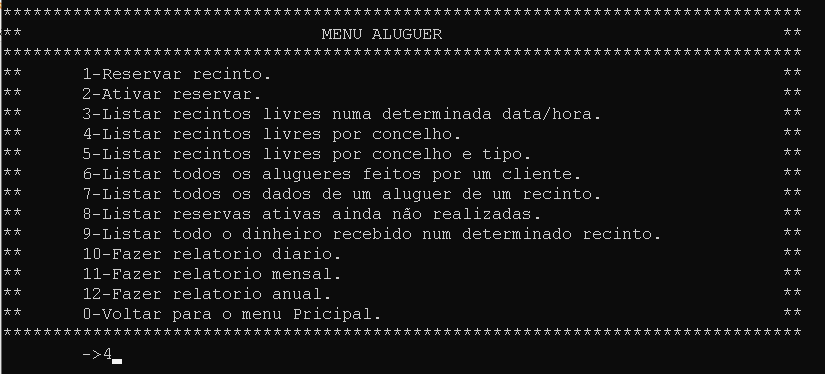 ********************************************************************************
** MENU ALUGUER **
********************************************************************************
** 1-Reservar recinto. **
** 2-Ativar reservar. **
** 3-Listar recintos livres numa determinada data/hora. **
** 4-Listar recintos livres por concelho. **
** 5-Listar recintos livres por concelho e tipo. **
** 6-Listar todos os alugueres feitos por um cliente. **
** 7-Listar todos os dados de um aluguer de um recinto. **
** 8-Listar reservas ativas ainda não realizadas. **
** 9-Listar todo o dinheiro recebido num determinado recinto. **
** 10-Fazer relatorio diario. **
** 11-Fazer relatorio mensal. **
** 12-Fazer relatorio anual. **
** 0-Voltar para o menu Pricipal. **
********************************************************************************
->4_